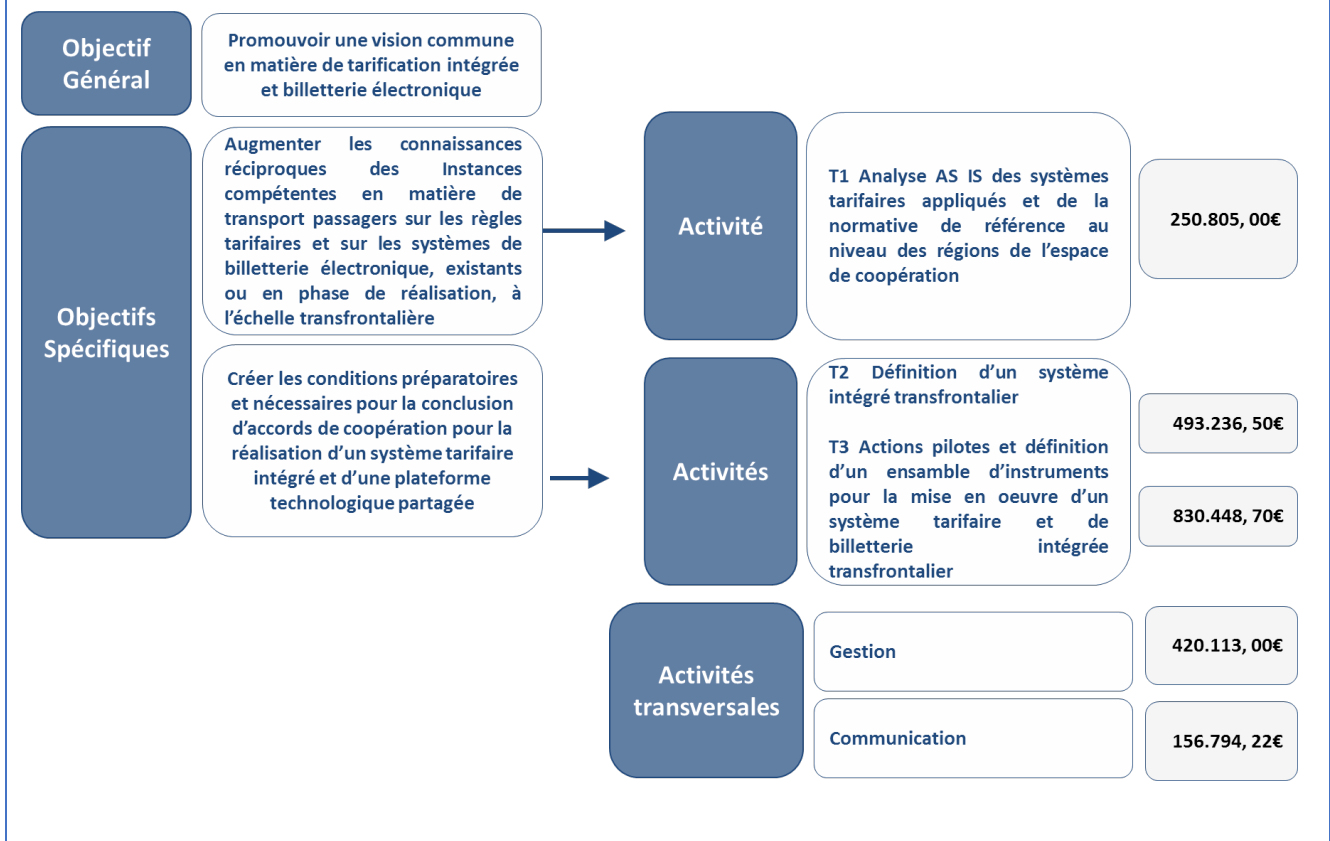 Objectif
Général
Promouvoir une vision commune
en matière de tarification intégrée
et billetterie électronique
Objectifs
Spécifiques
Augmenter les connaissances
réciproques des Instances
compétentes en matière de
transport passagers sur les règles
tarifaires et sur les systèmes de
billetterie électronique, existants
ou en phase de réalisation, à
l’échelle transfrontalière
Activité
T1 Analyse AS IS des systèmes
tarifaires appliqués et de la
normative de référence au
niveau des régions de l’espace
de coopération
250.805, 00€
Créer les conditions préparatoires
et nécessaires pour la conclusion
d’accords de coopération pour la
réalisation d’un système tarifaire
intégré et d’une plateforme
technologique partagée
Activités
T2 Définition d’un système
intégré transfrontalier
T3 Actions pilotes et définition
d’un ensamble d’instruments
pour la mise en oeuvre d’un
système tarifaire et de
billetterie intégrée
transfrontalier
493.236, 50€
830.448, 70€
Activités
transversales
Gestion
420.113, 00€
Communication
156.794, 22€